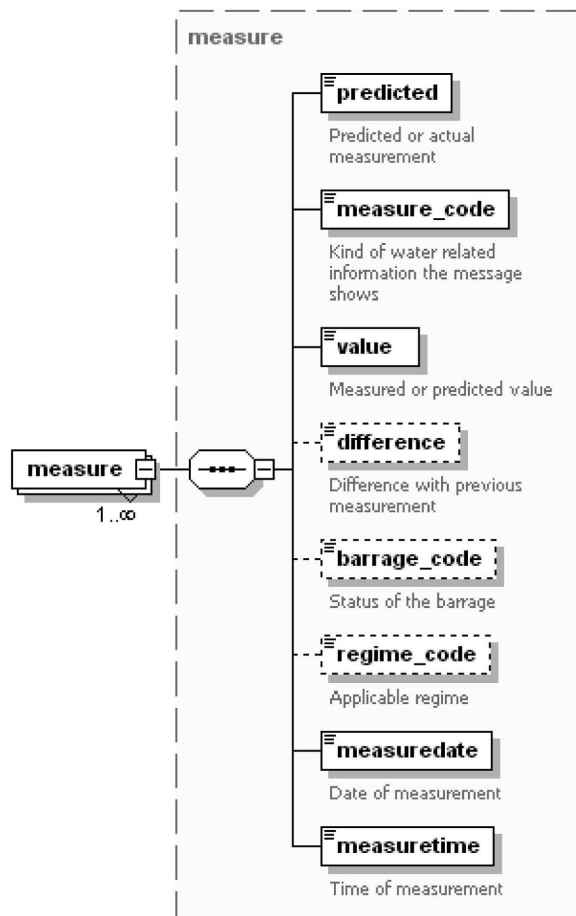 measure
predicted
Predicted or actual
measurement
measure_code
Kind of water related
information the message
shows
value
Measured or predicted value
difference
Difference with previous
measurement
measure
1..∞
barrage_code
Status of the barrage
regime_code
Applicable regime
measuredate
Date of measurement
measuretime
Time of measurement